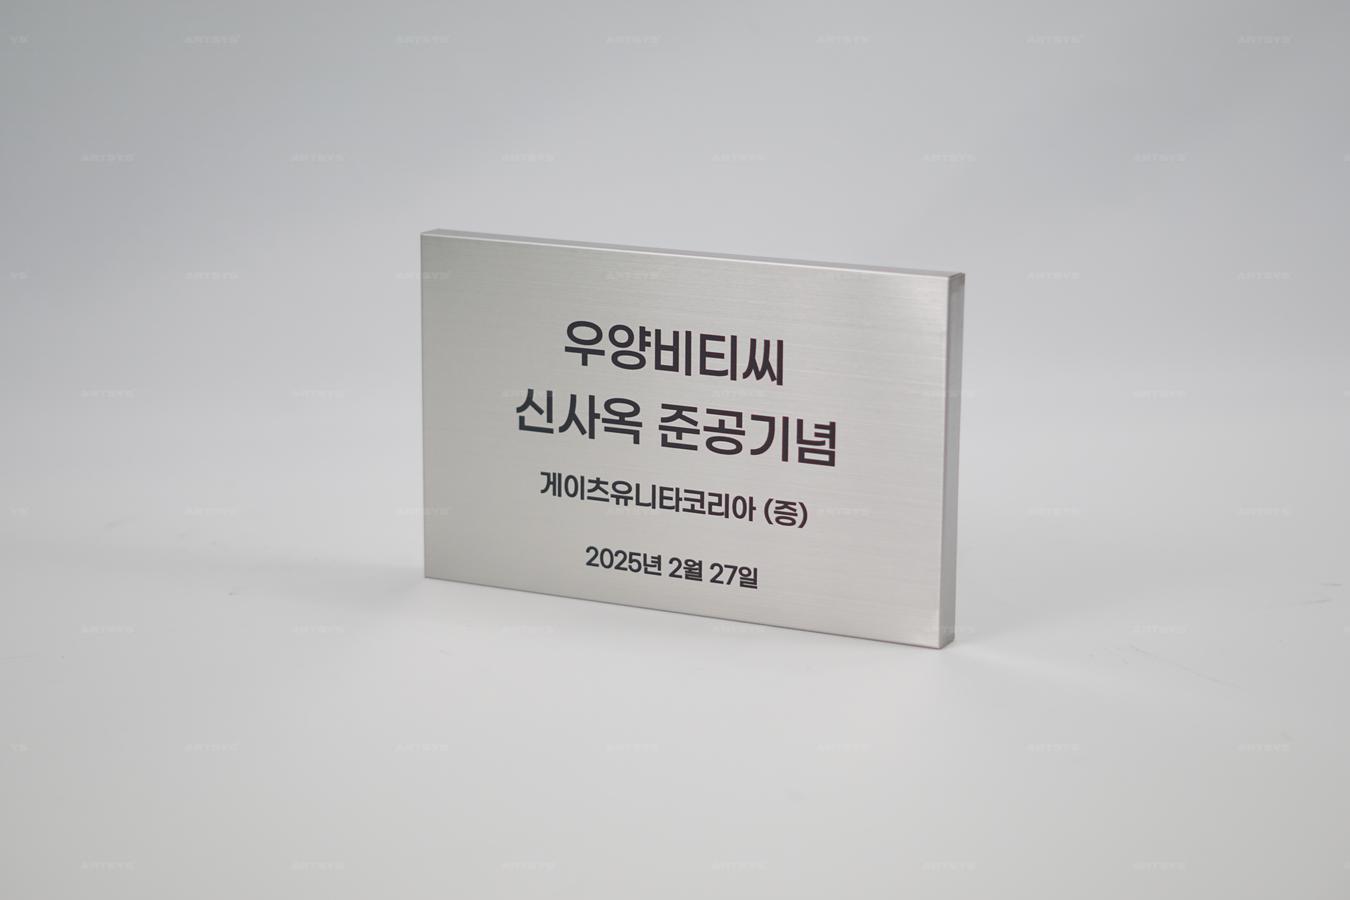 우양비티씨
신사옥 준공기념
게이츠유니타코리아 (증)
2025년 2월 27일
ARTSYS